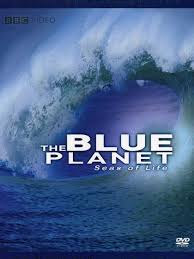 BBC VIDEO
THE BLUE
PLANET
Seas of Life
DVD